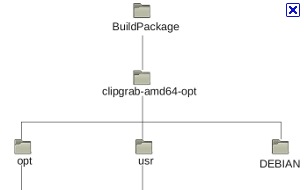 BuildPackage
clipgrab-amd64-opt
opt
usr
DEBIAN